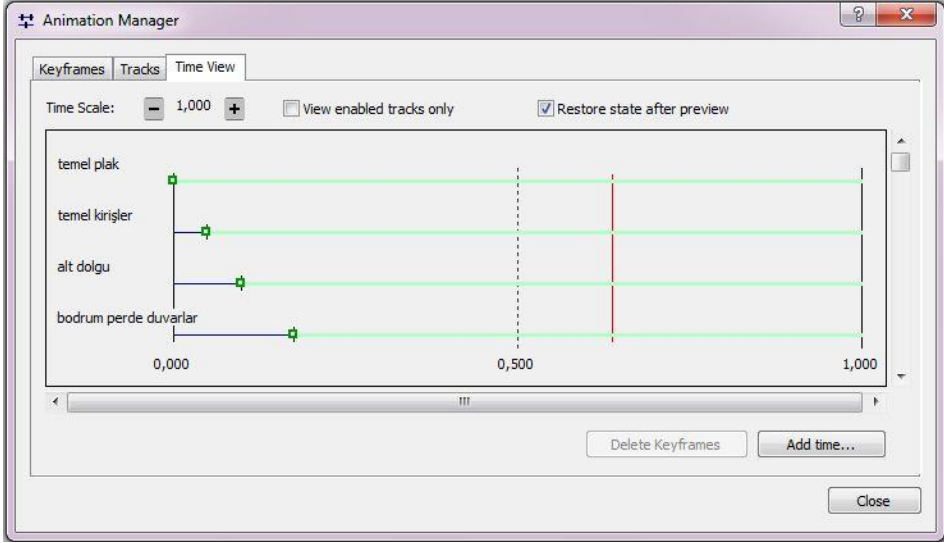 Animation Manager
Keyframes Tracks Time View
Time Scale: 1,000 View enabled tracks only Restore state after preview
temel plak
temel kirişler
alt dolgu
bodrum perde duvarlar
0,000 0,500 1,000
Delete Keyframes Add time...
Close